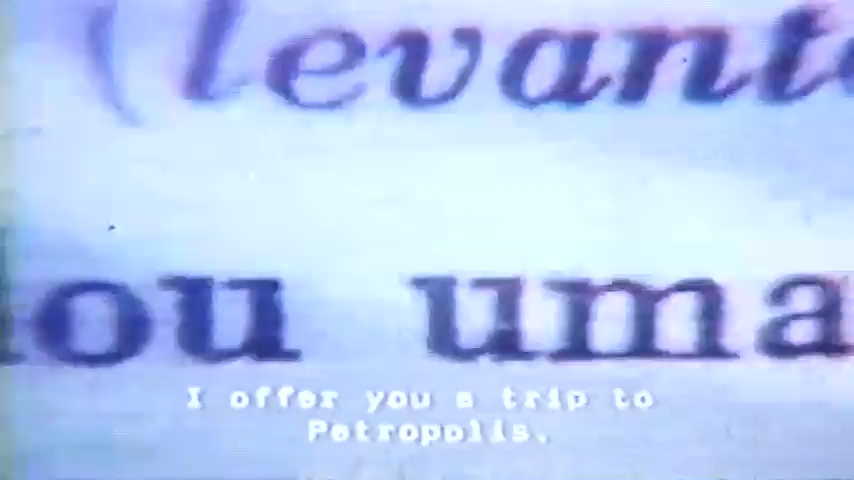 (levant
ou uma
I offer you a trip to
Petropolis.